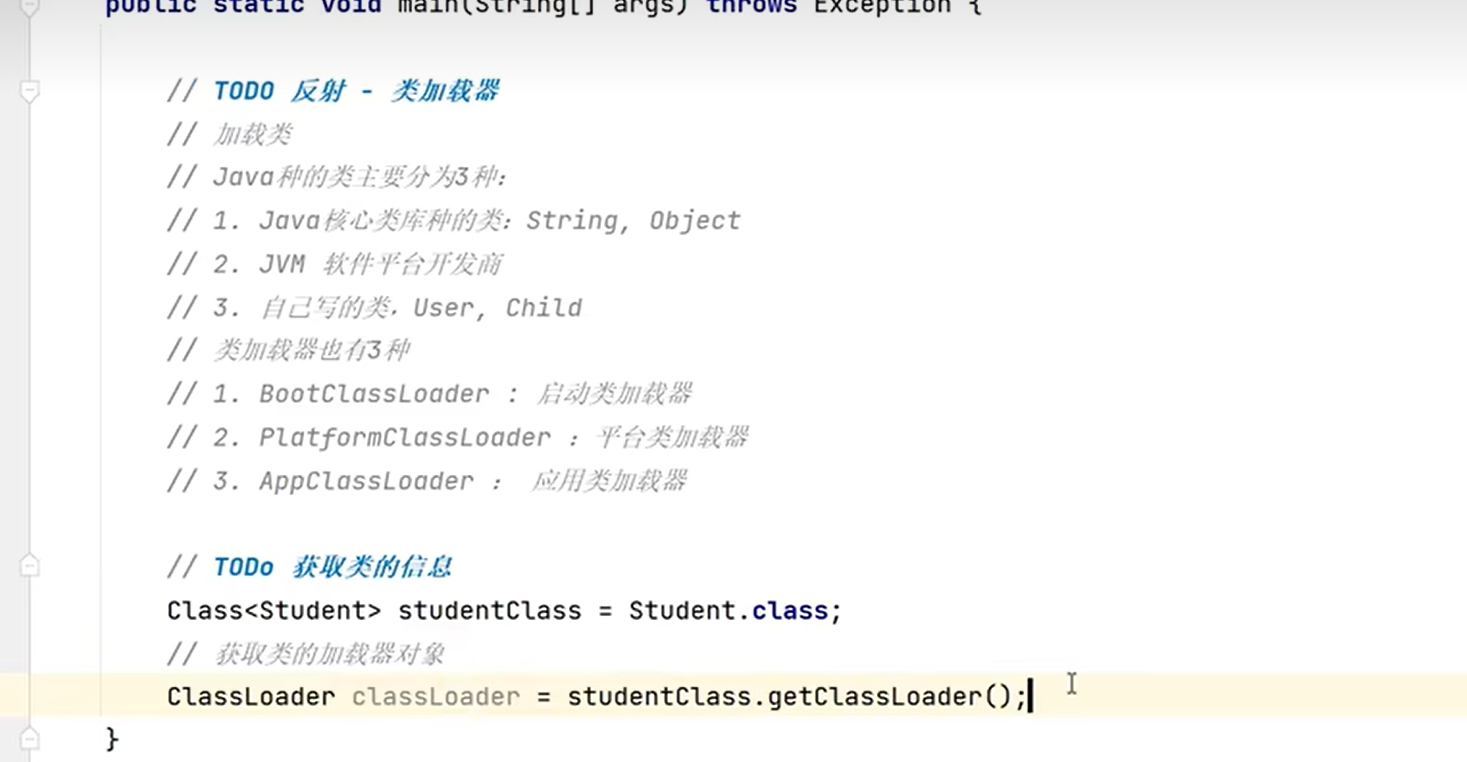 public static void main(String[] args) throws Exception {
// TODO 反射 - 类加载器
// 加载类
// Java种的类主要分为3种：
// 1. Java核心类库种的类：String, Object
// 2. JVM 软件平台开发商
// 3. 自己写的类，User, Child
// 类加载器也有3种
// 1. BootClassLoader : 启动类加载器
// 2. PlatformClassLoader : 平台类加载器
// 3. AppClassLoader : 应用类加载器
// TODo 获取类的信息
Class<Student> studentClass = Student.class;
// 获取类的加载器对象
ClassLoader classLoader = studentClass.getClassLoader();
}